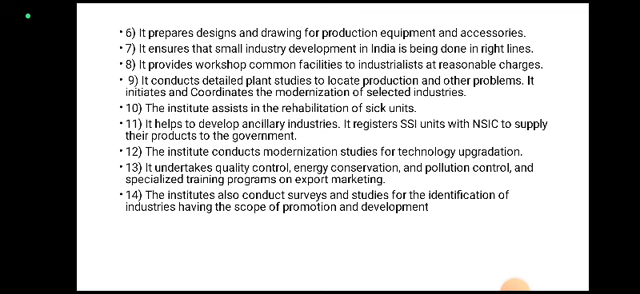 • 6) It prepares designs and drawing for production equipment and accessories.
• 7) It ensures that small industry development in India is being done in right lines.
• 8) It provides workshop common facilities to industrialists at reasonable charges.
• 9) It conducts detailed plant studies to locate production and other problems. It
initiates and Coordinates the modernization of selected industries.
• 10) The institute assists in the rehabilitation of sick units.
• 11) It helps to develop ancillary industries. It registers SSI units with NSIC to supply
their products to the government.
• 12) The institute conducts modernization studies for technology upgradation.
• 13) It undertakes quality control, energy conservation, and pollution control, and
specialized training programs on export marketing.
• 14) The institutes also conduct surveys and studies for the identification of
industries having the scope of promotion and development